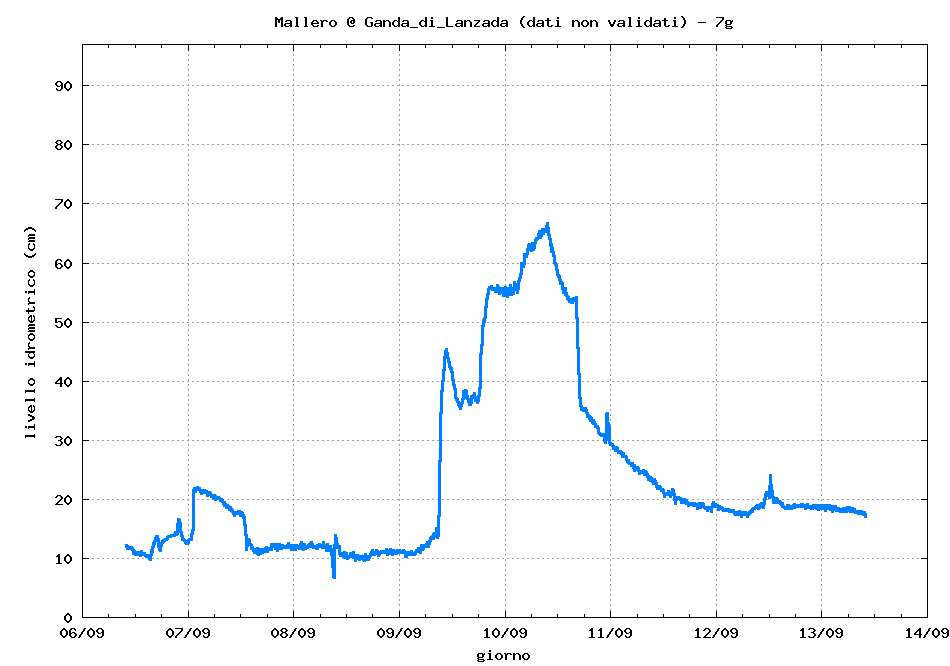 Mallero @ Ganda_di_Lanzada (dati non validati) - 7g
90
80
70
60
50
40
30
20
10
0
livello idrometrico (cm)
06/09 07/09 08/09 09/09 10/09 11/09 12/09 13/09 14/09
giorno